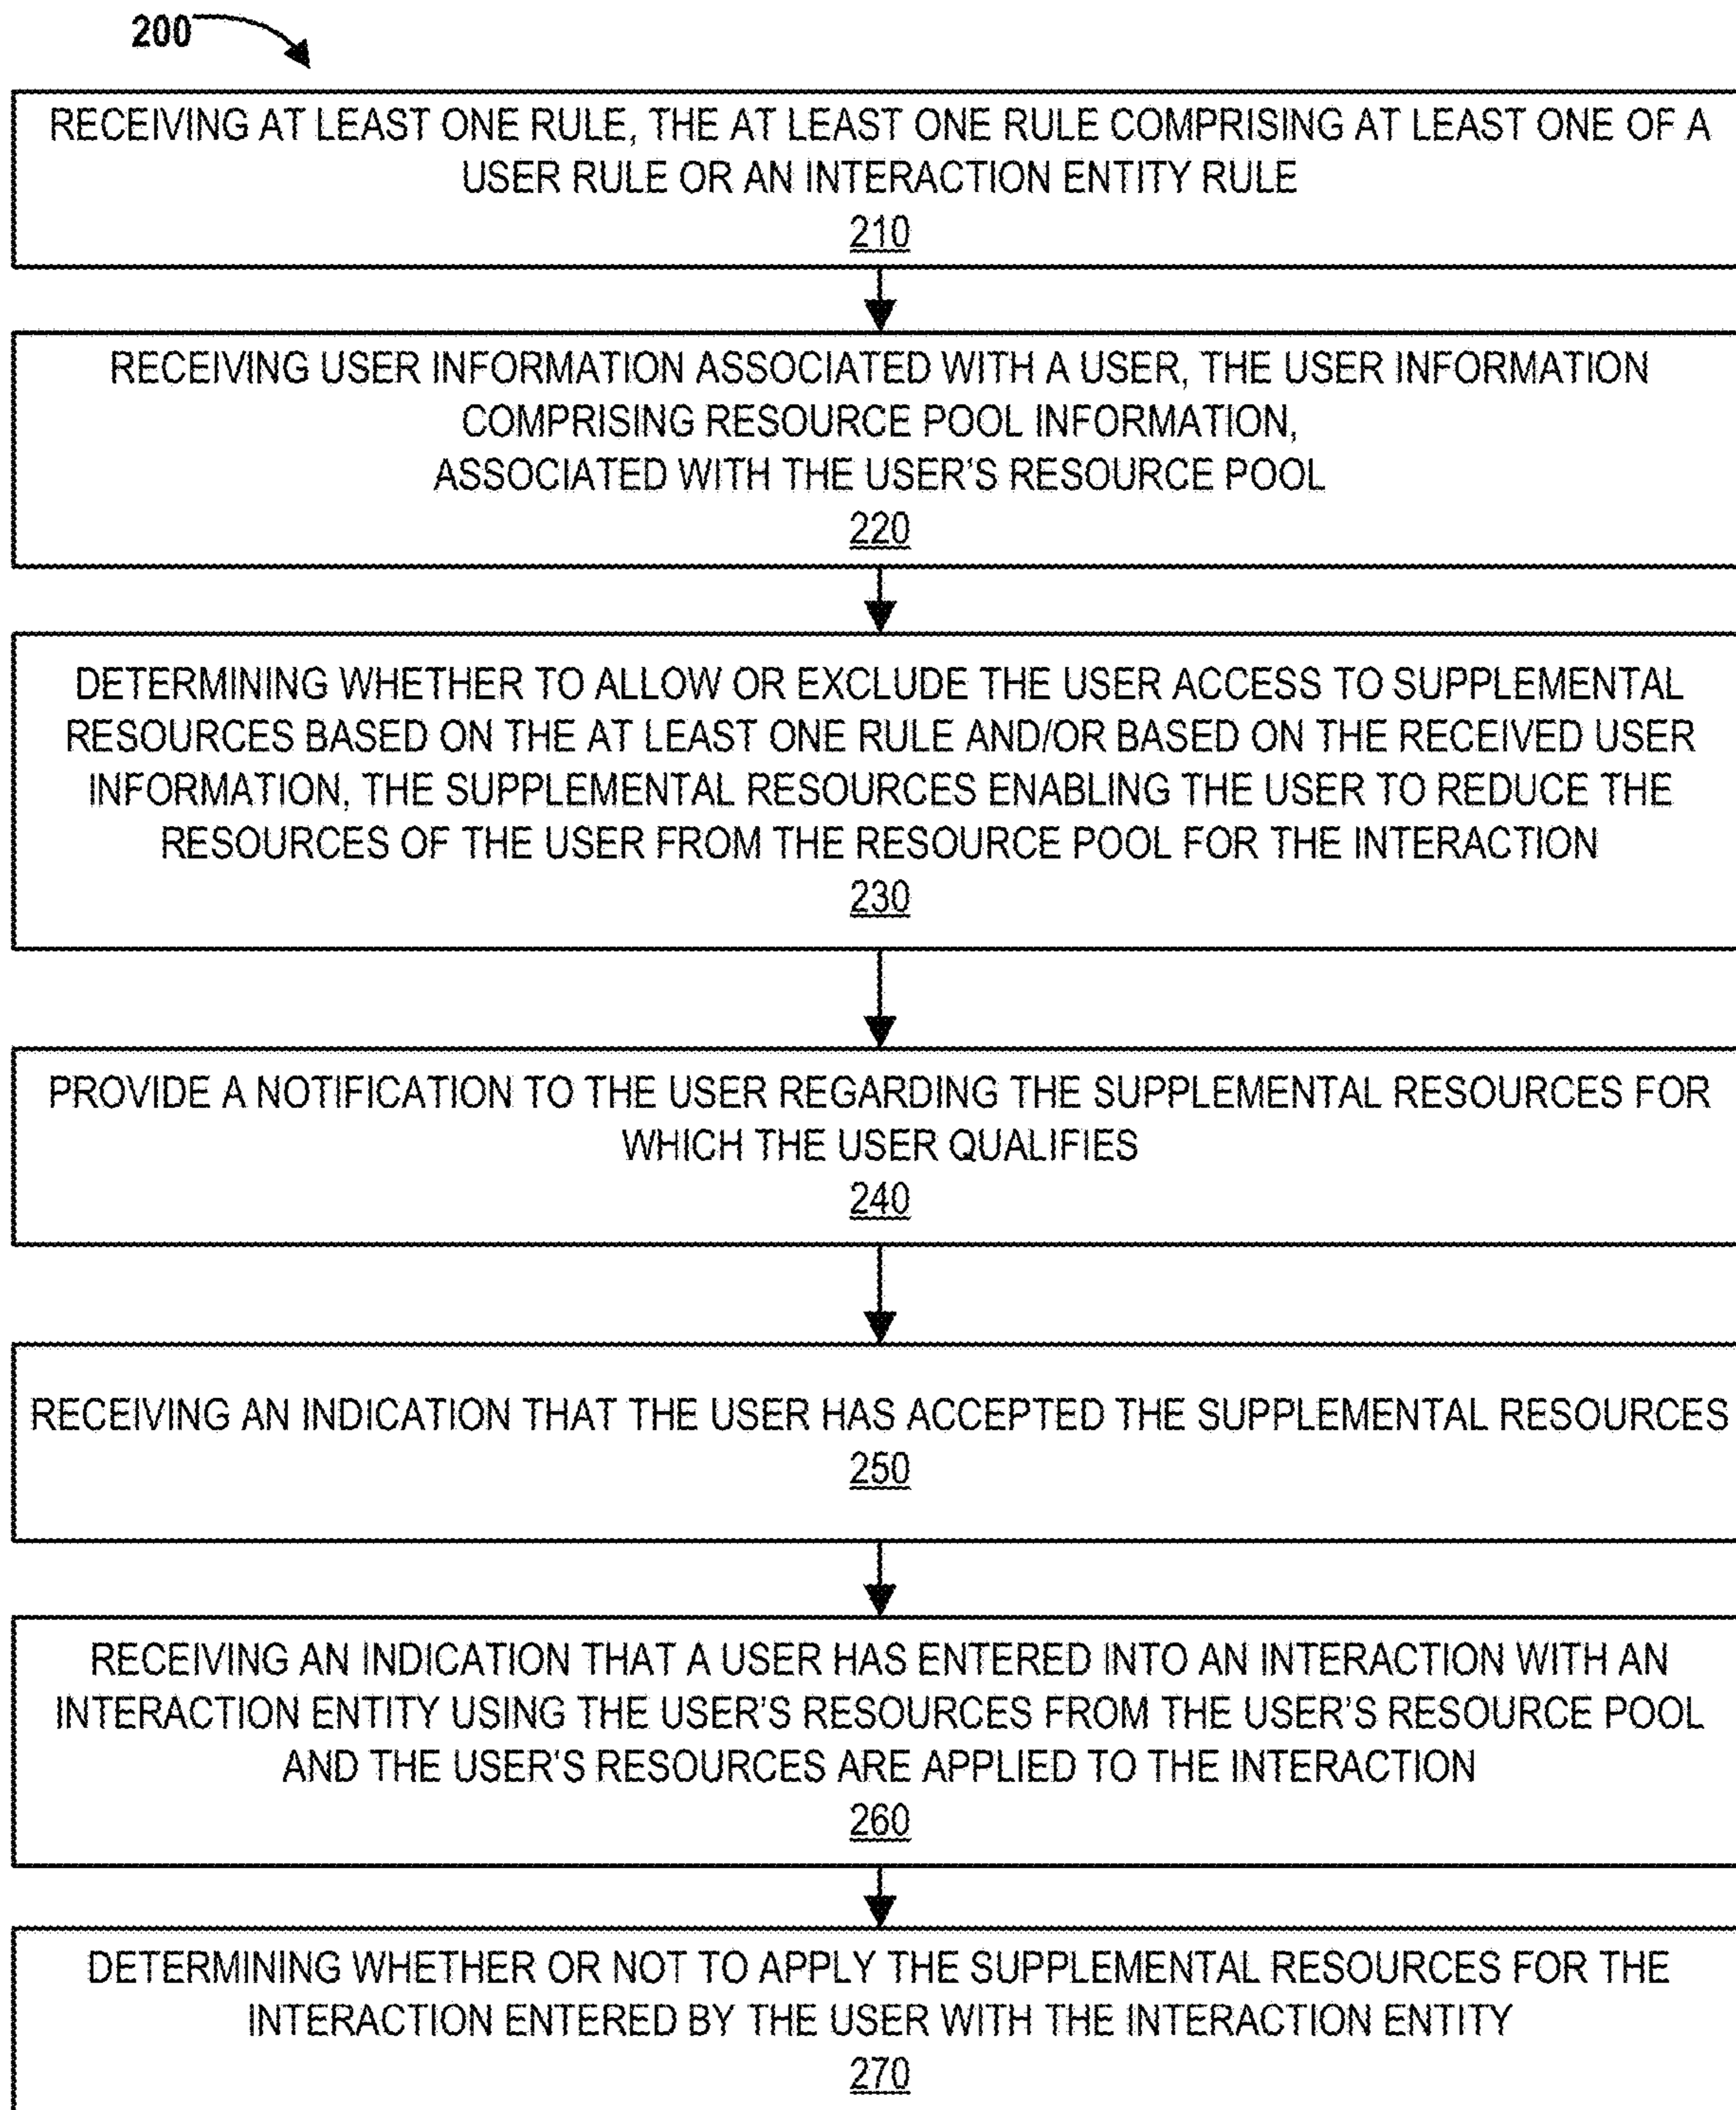 200
RECEIVING AT LEAST ONE RULE, THE AT LEAST ONE RULE COMPRISING AT LEAST ONE OF A
USER RULE OR AN INTERACTION ENTITY RULE
210
RECEIVING USER INFORMATION ASSOCIATED WITH A USER, THE USER INFORMATION
COMPRISING RESOURCE POOL INFORMATION,
ASSOCIATED WITH THE USER'S RESOURCE POOL
220
DETERMINING WHETHER TO ALLOW OR EXCLUDE THE USER ACCESS TO SUPPLEMENTAL
RESOURCES BASED ON THE AT LEAST ONE RULE AND/OR BASED ON THE RECEIVED USER
INFORMATION, THE SUPPLEMENTAL RESOURCES ENABLING THE USER TO REDUCE THE
RESOURCES OF THE USER FROM THE RESOURCE POOL FOR THE INTERACTION
230
PROVIDE A NOTIFICATION TO THE USER REGARDING THE SUPPLEMENTAL RESOURCES FOR
WHICH THE USER QUALIFIES
240
RECEIVING AN INDICATION THAT THE USER HAS ACCEPTED THE SUPPLEMENTAL RESOURCES
250
RECEIVING AN INDICATION THAT A USER HAS ENTERED INTO AN INTERACTION WITH AN
INTERACTION ENTITY USING THE USER'S RESOURCES FROM THE USER'S RESOURCE POOL
AND THE USER'S RESOURCES ARE APPLIED TO THE INTERACTION
260
DETERMINING WHETHER OR NOT TO APPLY THE SUPPLEMENTAL RESOURCES FOR THE
INTERACTION ENTERED BY THE USER WITH THE INTERACTION ENTITY
270